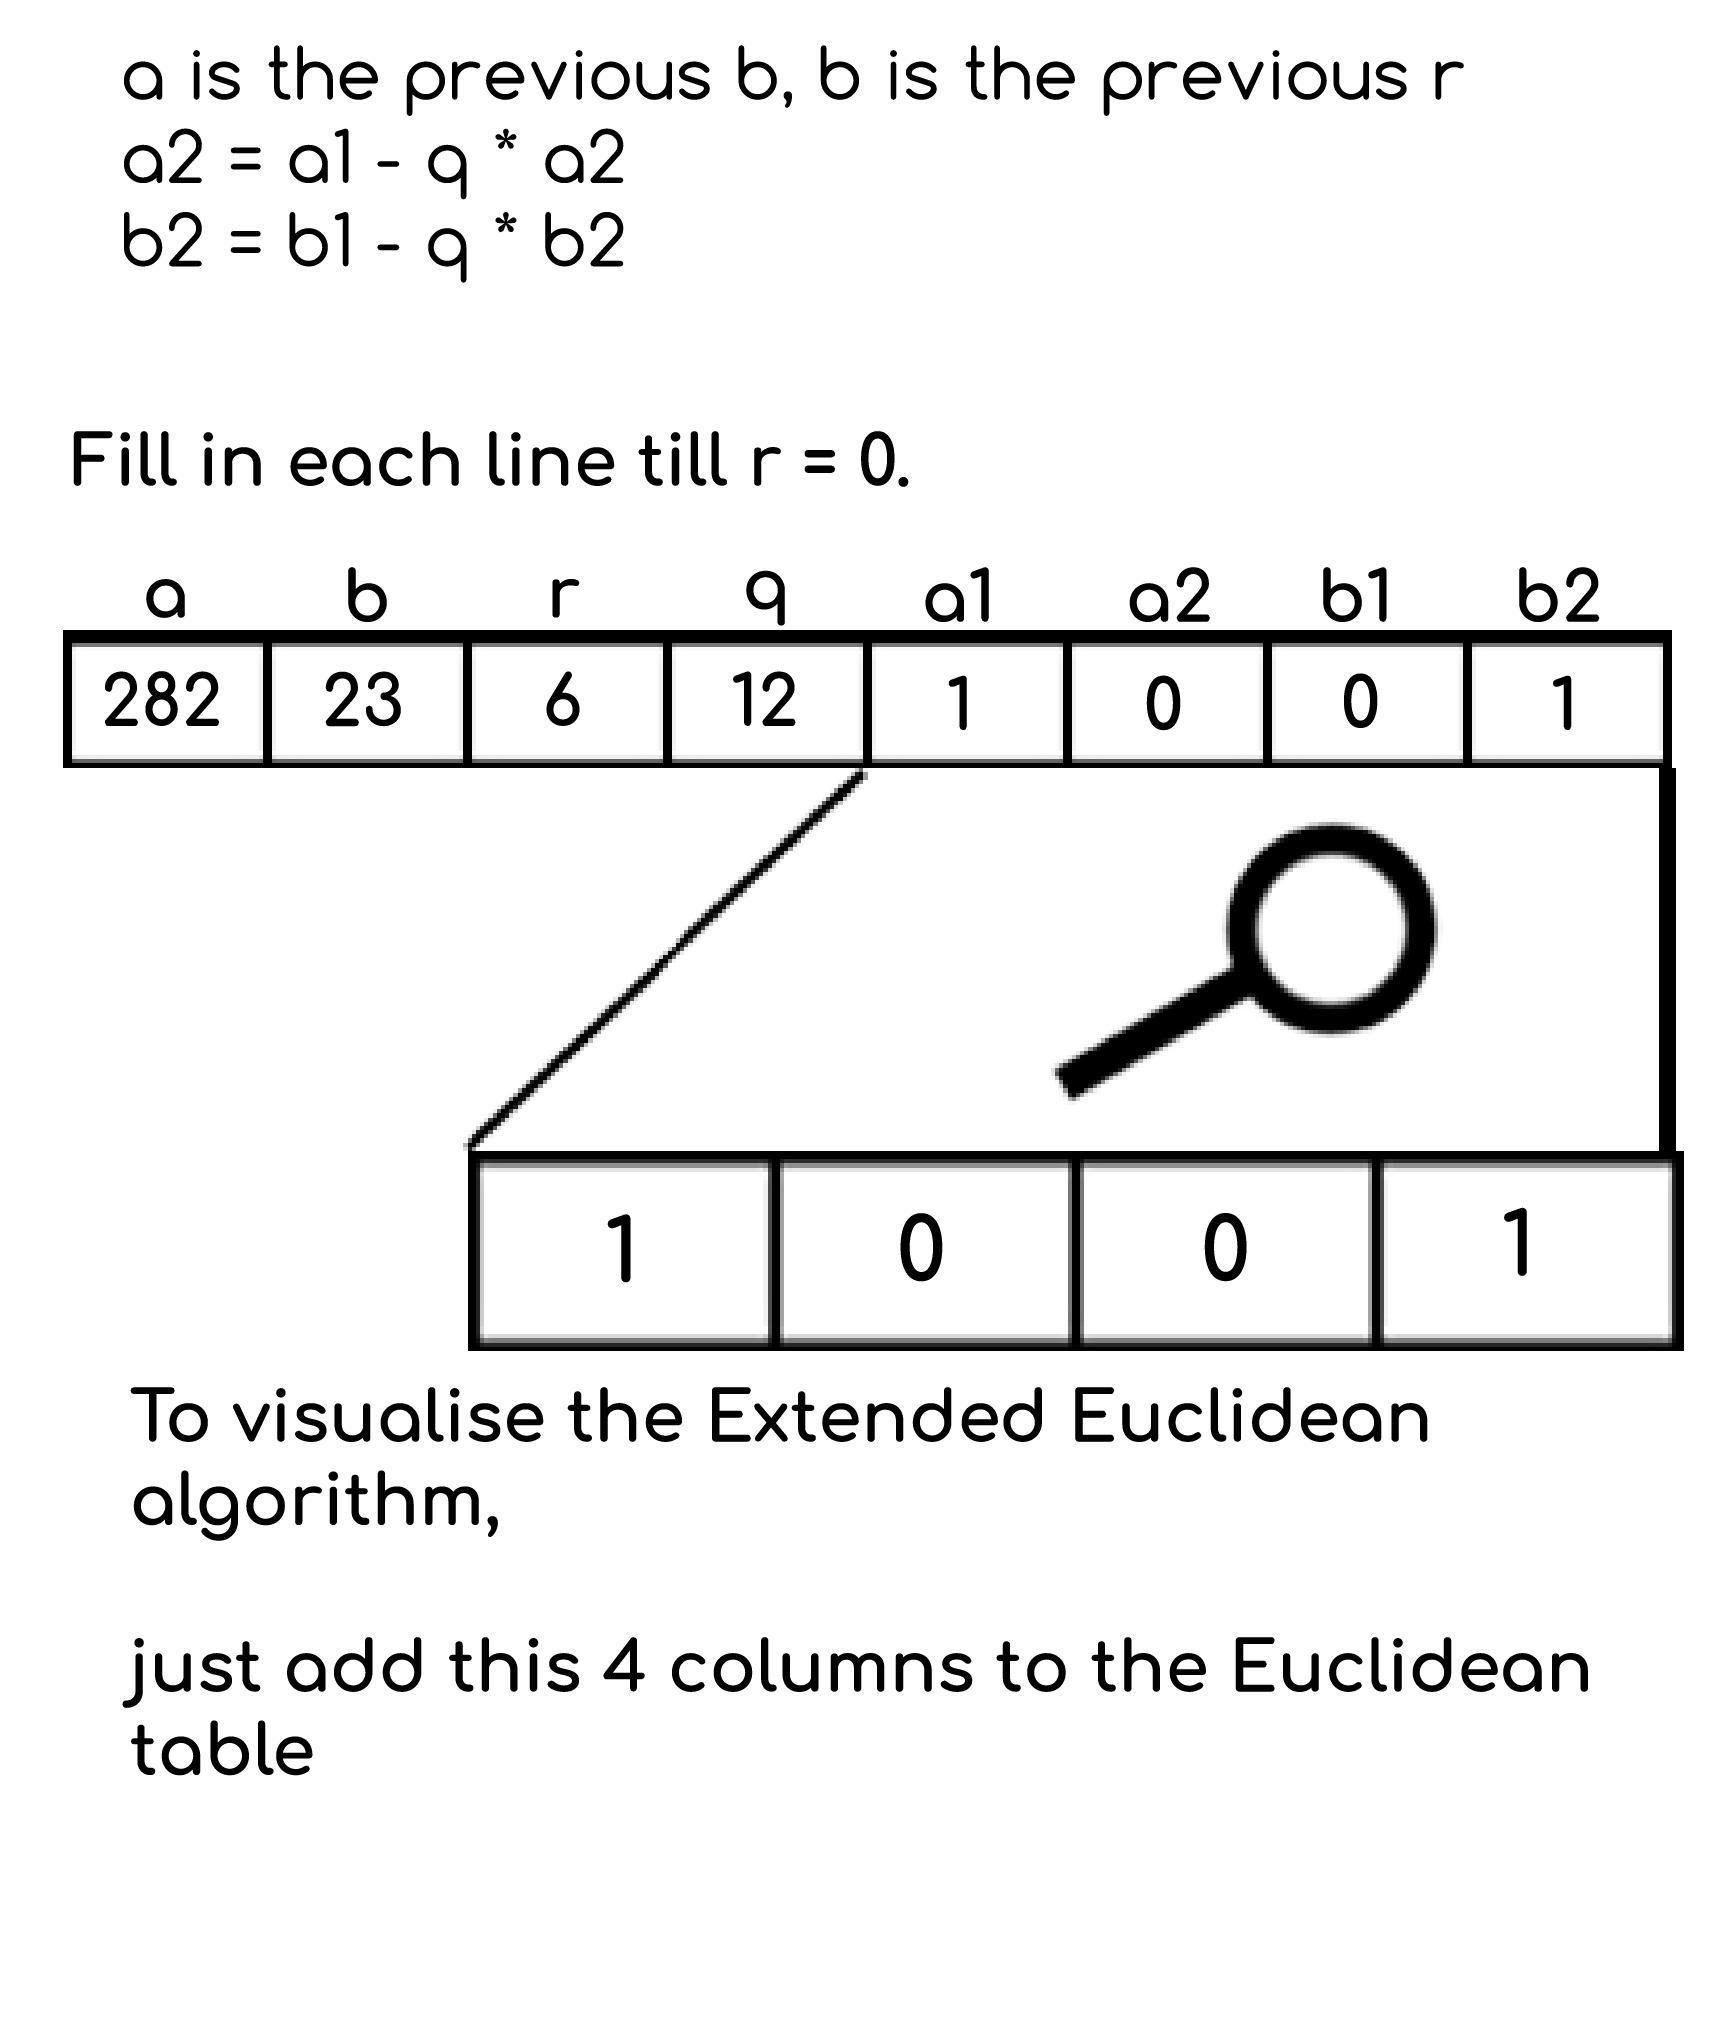 a is the previous b, b is the previous r
a2 = a1 - q * a2
b2 = b1 - q * b2
Fill in each line till r = 0.
a b r q a1 a2 b1 b2
282 23 6 12 1 0 0 1
1 0 0 1
To visualise the Extended Euclidean
algorithm,
just add this 4 columns to the Euclidean
table